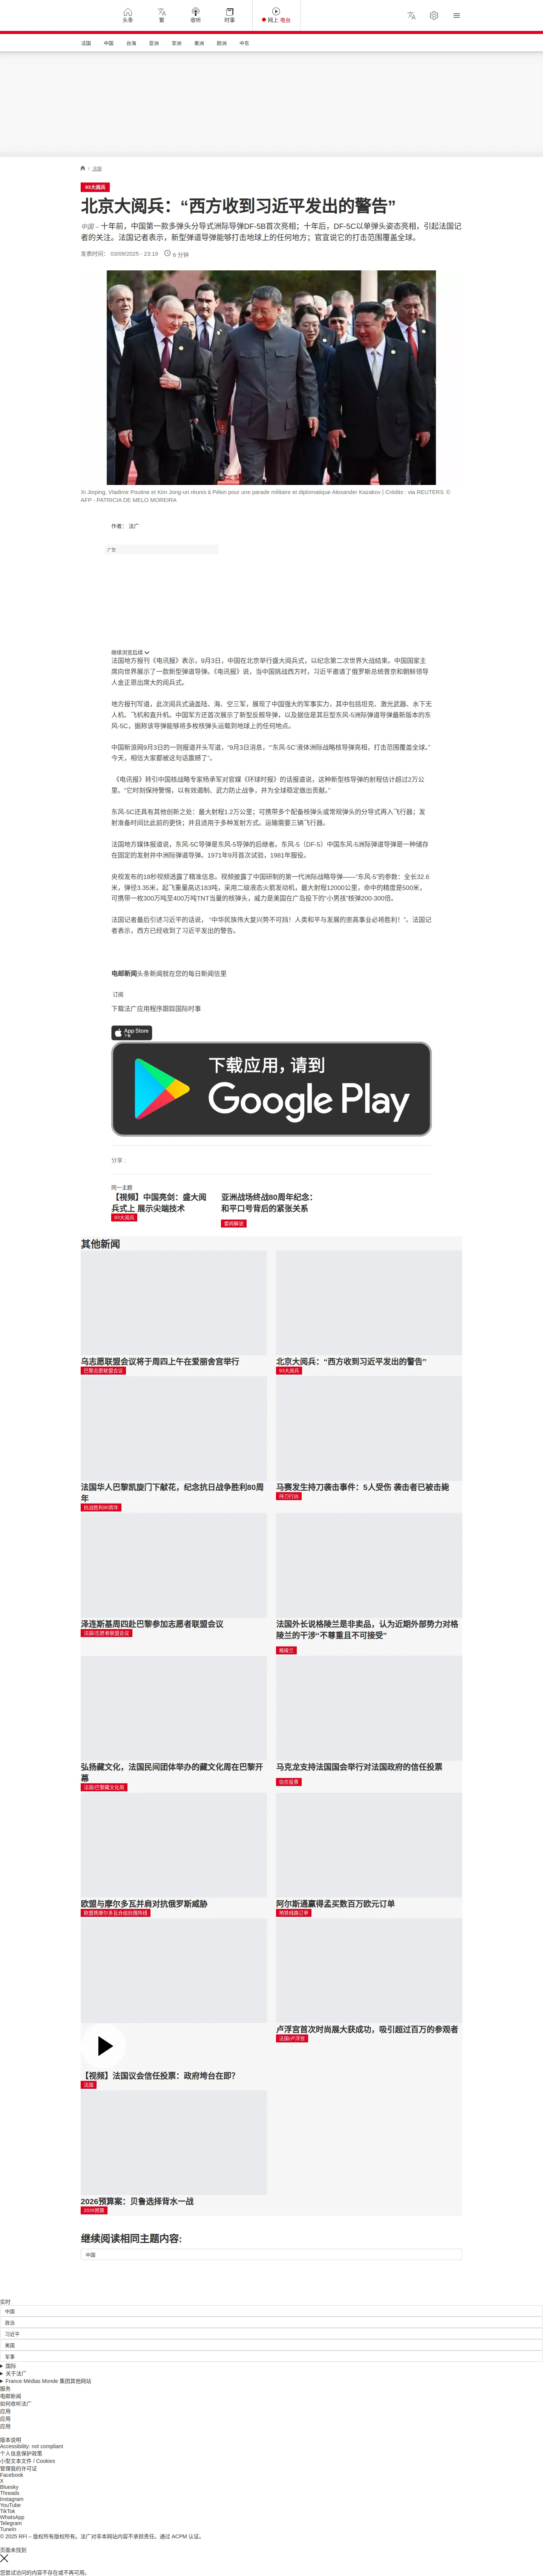 头条
繁
收听
时事
网上 电台
法国
中国
台海
亚洲
非洲
美洲
欧洲
中东
/ 法国
93大阅兵
北京大阅兵：“西方收到习近平发出的警告”
中国 – 十年前，中国第一款多弹头分导式洲际导弹DF-5B首次亮相；十年后，DF-5C以单弹头姿态亮相，引起法国记
者的关注。法国记者表示，新型弹道导弹能够打击地球上的任何地方；官宣说它的打击范围覆盖全球。
发表时间： 03/09/2025 - 23:19
6 分钟
Xi Jinping, Vladimir Poutine et Kim Jong-un réunis à Pékin pour une parade militaire et diplomatique Alexander Kazakov | Crédits : via REUTERS ©
AFP - PATRICIA DE MELO MOREIRA
作者： 法广
广告
继续浏览后续
法国地方报刊《电讯报》表示，9月3日，中国在北京举行盛大阅兵式，以纪念第二次世界大战结束。中国国家主
席向世界展示了一款新型弹道导弹。《电讯报》说，当中国挑战西方时，习近平邀请了俄罗斯总统普京和朝鲜领导
人金正恩出席大的阅兵式。
地方报刊写道，此次阅兵式涵盖陆、海、空三军，展现了中国强大的军事实力，其中包括坦克、激光武器、水下无
人机、飞机和直升机。中国军方还首次展示了新型反舰导弹，以及据信是其巨型东风-5洲际弹道导弹最新版本的东
风-5C，据称该导弹能够将多枚核弹头运载到地球上的任何地点。
中国新浪网9月3日的一则报道开头写道，"9月3日消息，“‘东风-5C’液体洲际战略核导弹亮相，打击范围覆盖全球。”
今天，相信大家都被这句话震撼了”。
《电讯报》转引中国核战略专家杨承军对官媒《环球时报》的话报道说，这种新型核导弹的射程估计超过2万公
里。“它时刻保持警惕，以有效遏制、武力防止战争，并为全球稳定做出贡献。”
东风-5C还具有其他创新之处：最大射程1.2万公里；可携带多个配备核弹头或常规弹头的分导式再入飞行器；发
射准备时间比此前的更快；并且适用于多种发射方式。运输需要三辆飞行器。
法国地方媒体报道说，东风-5C导弹是东风-5导弹的后继者。东风-5（DF-5）中国东风-5洲际弹道导弹是一种储存
在固定的发射井中洲际弹道导弹。1971年9月首次试验，1981年服役。
央视发布的18秒视频透露了精准信息。视频披露了中国研制的第一代洲际战略导弹——“东风-5”的参数：全长32.6
米，弹径3.35米，起飞重量高达183吨，采用二级液态火箭发动机，最大射程12000公里，命中的精度是500米，
可携带一枚300万吨至400万吨TNT当量的核弹头，威力是美国在广岛投下的“小男孩”核弹200-300倍。
法国记者最后引述习近平的话说， “中华民族伟大复兴势不可挡！人类和平与发展的崇高事业必将胜利！”。法国记
者表示，西方已经收到了习近平发出的警告。
电邮新闻头条新闻就在您的每日新闻信里
订阅
下载法广应用程序跟踪国际时事
App Store
下载应用，请到
Google Play
分享 :
同一主题
【视频】中国亮剑：盛大阅
兵式上 展示尖端技术
93大阅兵
亚洲战场终战80周年纪念：
和平口号背后的紧张关系
要闻解说
其他新闻
乌志愿联盟会议将于周四上午在爱丽舍宫举行
巴黎志愿联盟会议
北京大阅兵：“西方收到习近平发出的警告”
93大阅兵
法国华人巴黎凯旋门下献花，纪念抗日战争胜利80周
年
抗战胜利80周年
马赛发生持刀袭击事件：5人受伤 袭击者已被击毙
持刀行凶
泽连斯基周四赴巴黎参加志愿者联盟会议
法国/志愿者联盟会议
法国外长说格陵兰是非卖品，认为近期外部势力对格
陵兰的干涉“不尊重且不可接受”
格陵兰
弘扬藏文化，法国民间团体举办的藏文化周在巴黎开
幕
法国/巴黎藏文化周
马克龙支持法国国会举行对法国政府的信任投票
信任投票
欧盟与摩尔多瓦并肩对抗俄罗斯威胁
欧盟携摩尔多瓦合组抗俄阵线
阿尔斯通赢得孟买数百万欧元订单
地铁线路订单
【视频】法国议会信任投票：政府垮台在即？
法国
卢浮宫首次时尚展大获成功，吸引超过百万的参观者
法国/卢浮宫
2026预算案：贝鲁选择背水一战
2026预算
继续阅读相同主题内容:
中国
实时
中国
政治
习近平
美国
军事
国际
关于法广
France Médias Monde 集团其他网站
服务
电邮新闻
如何收听法广
应用
应用
应用
版本说明
Accessibility: not compliant
个人信息保护政策
小型文本文件 / Cookies
管理我的许可证
Facebook
X
Bluesky
Threads
Instagram
YouTube
TikTok
WhatsApp
Telegram
TuneIn
© 2025 RFI – 版权所有版权所有。法广对非本网站内容不承担责任。通过 ACPM 认证。
页面未找到
您尝试访问的内容不存在或不再可用。